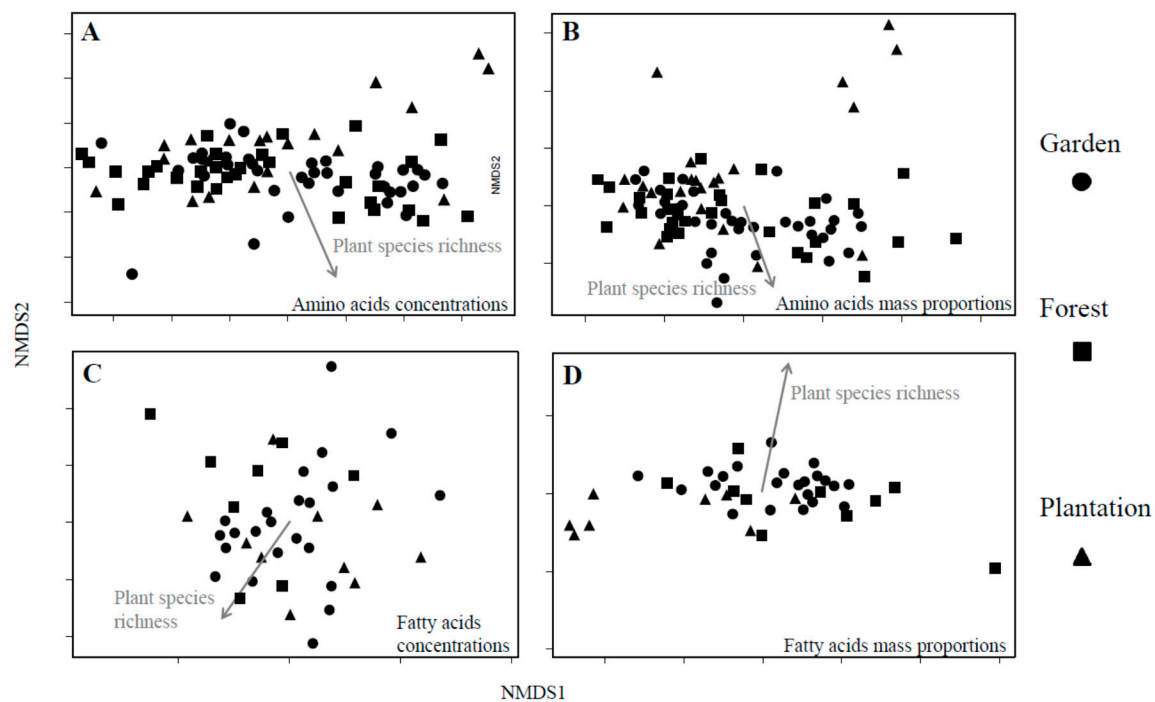 A
B
NMDS2
Plant species richness
Plant species richness
Amino acids concentrations
Amino acids mass proportions
Garden
Forest
Plantation
NMDS2
C
D
Plant species richness
Plant species
richness
Fatty acids
concentrations
Fatty acids mass proportions
NMDS1